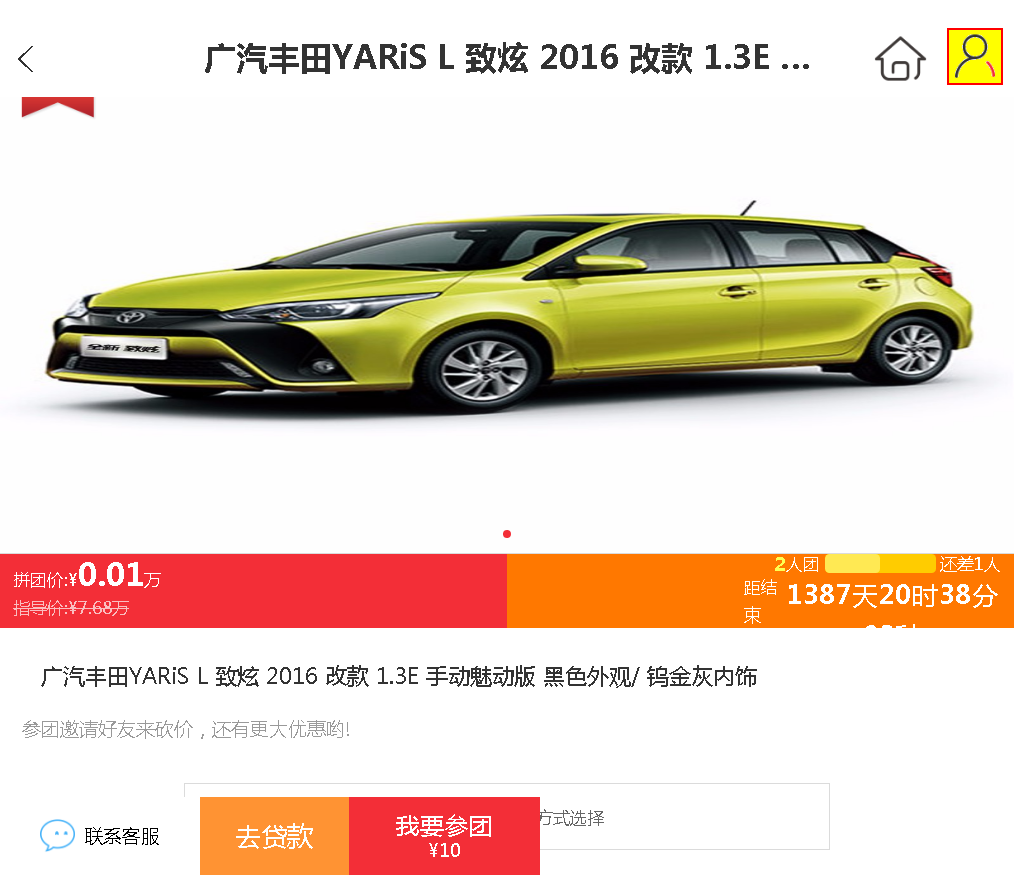 广汽丰田YARiS L 致炫 2016 改款 1.3E ...
全新 致炫
拼团价:¥0.01万
指导价:¥7.68万
2人团 还差1人
距结束 1387天20时38分
广汽丰田YARiS L 致炫 2016 改款 1.3E 手动魅动版 黑色外观/ 钨金灰内饰
参团邀请好友来砍价，还有更大优惠哟!
方式选择
联系客服
去贷款
我要参团
¥10